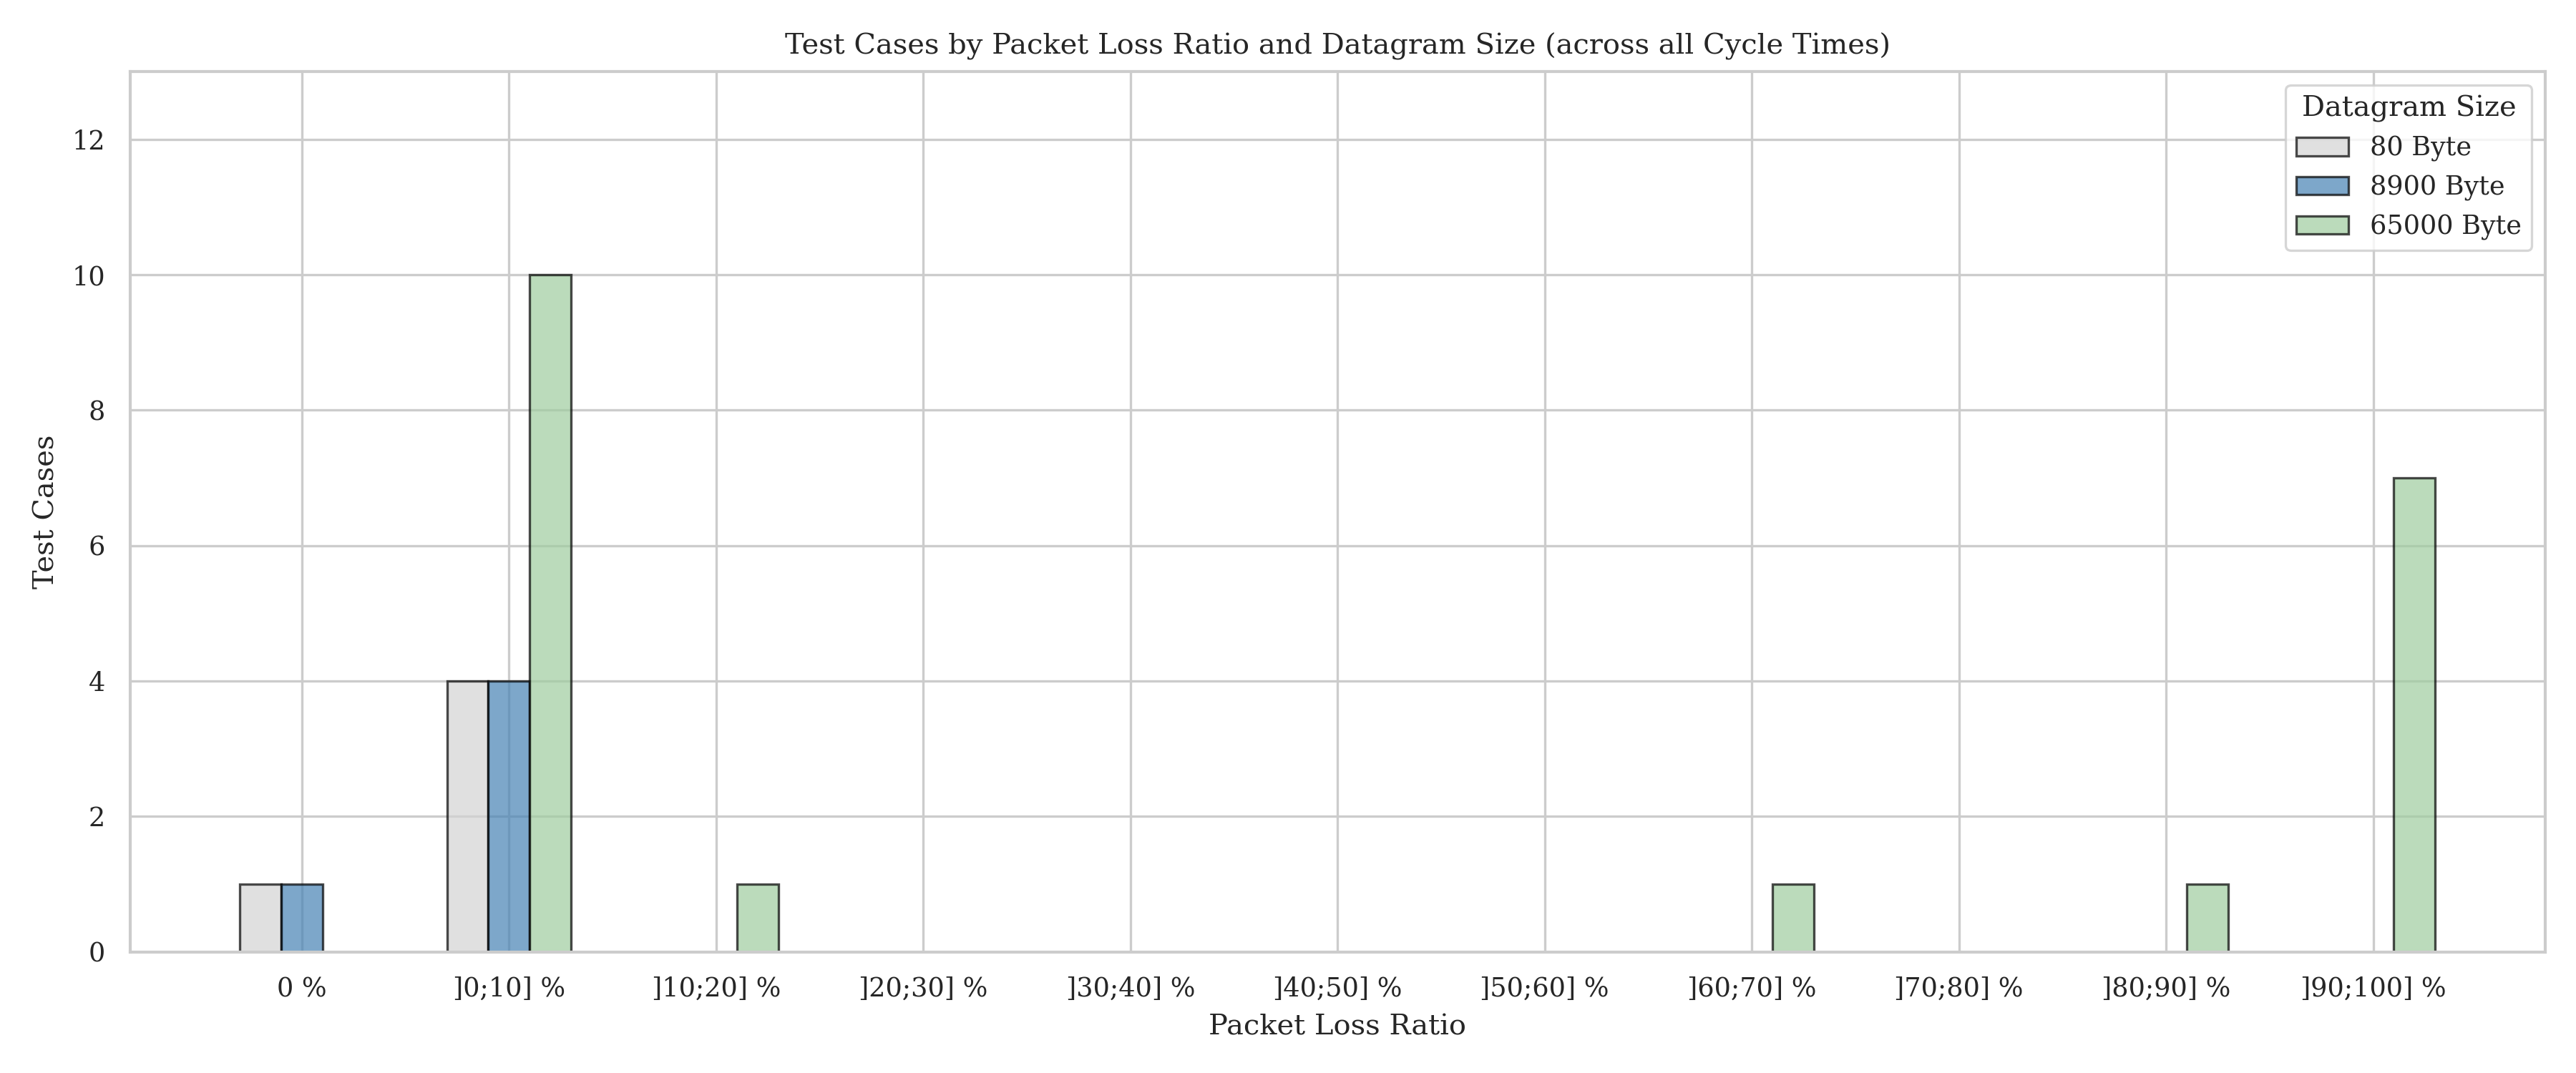 Test Cases by Packet Loss Ratio and Datagram Size (across all Cycle Times)
Datagram Size
80 Byte
8900 Byte
65000 Byte
Test Cases
12
10
8
6
4
2
0
0 %
]0;10] %
]10;20] %
]20;30] %
]30;40] %
]40;50] %
]50;60] %
]60;70] %
]70;80] %
]80;90] %
]90;100] %
Packet Loss Ratio